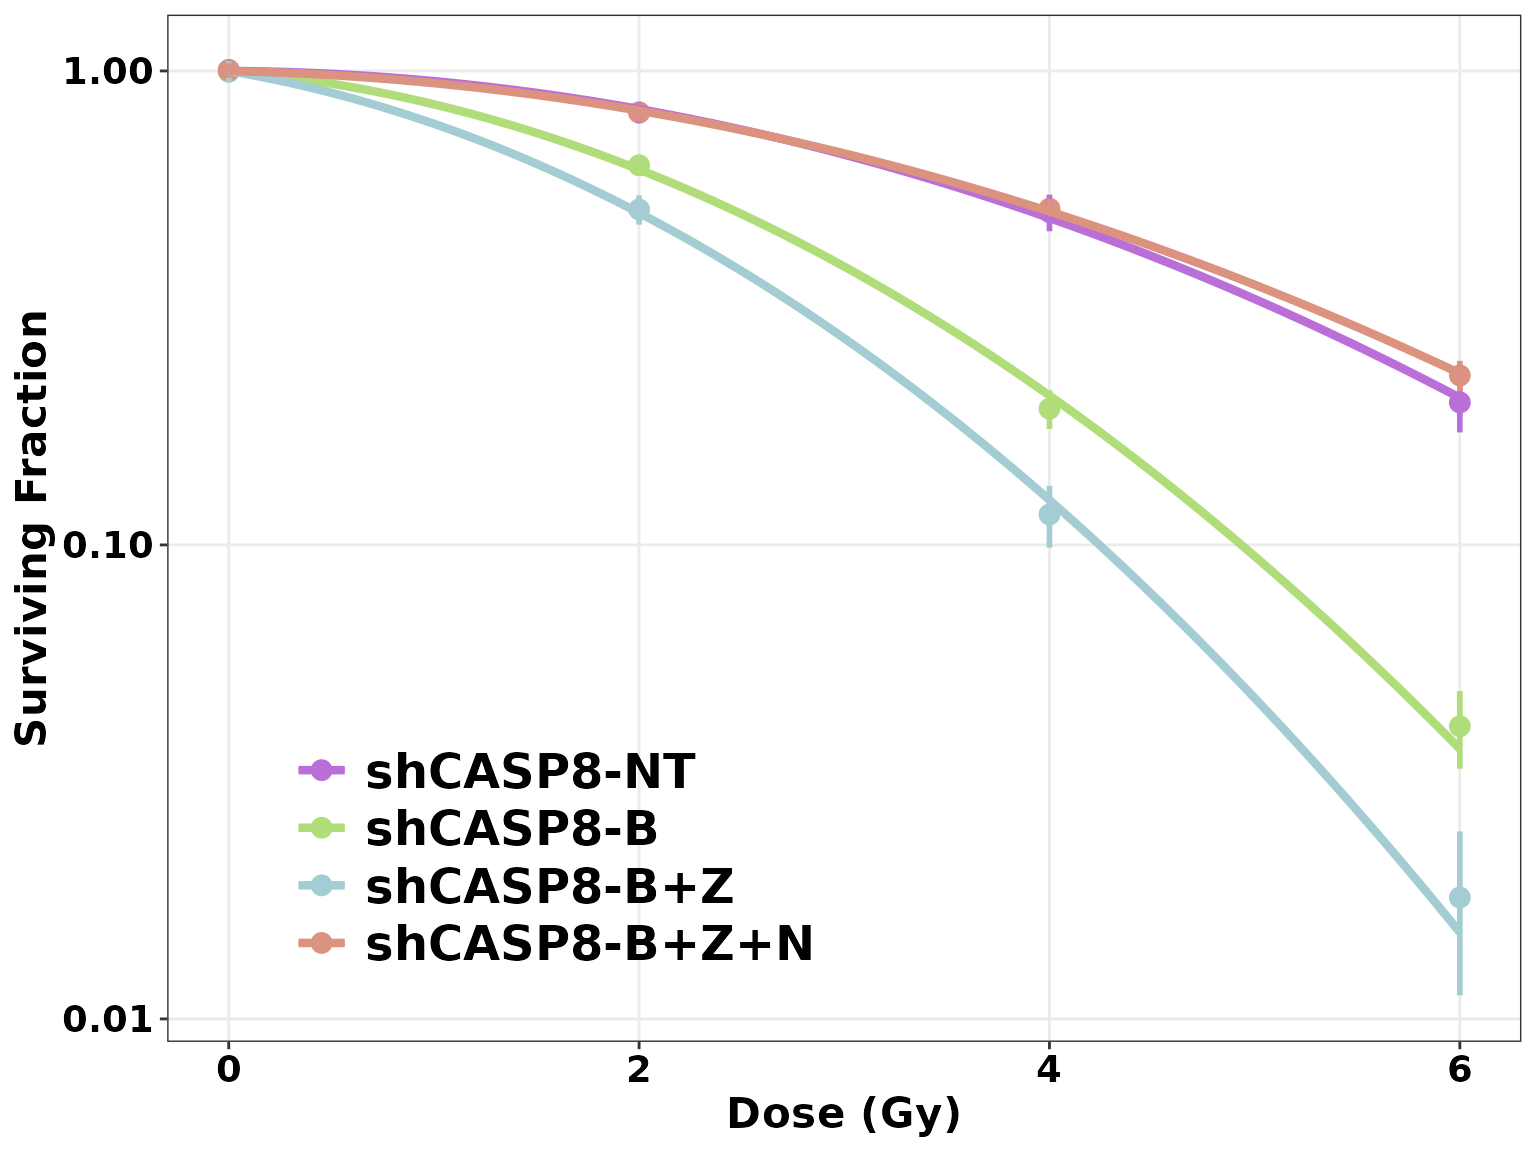 Surviving Fraction
1.00
0.10
0.01
shCASP8-NT
shCASP8-B
shCASP8-B+Z
shCASP8-B+Z+N
0 2 4 6
Dose (Gy)